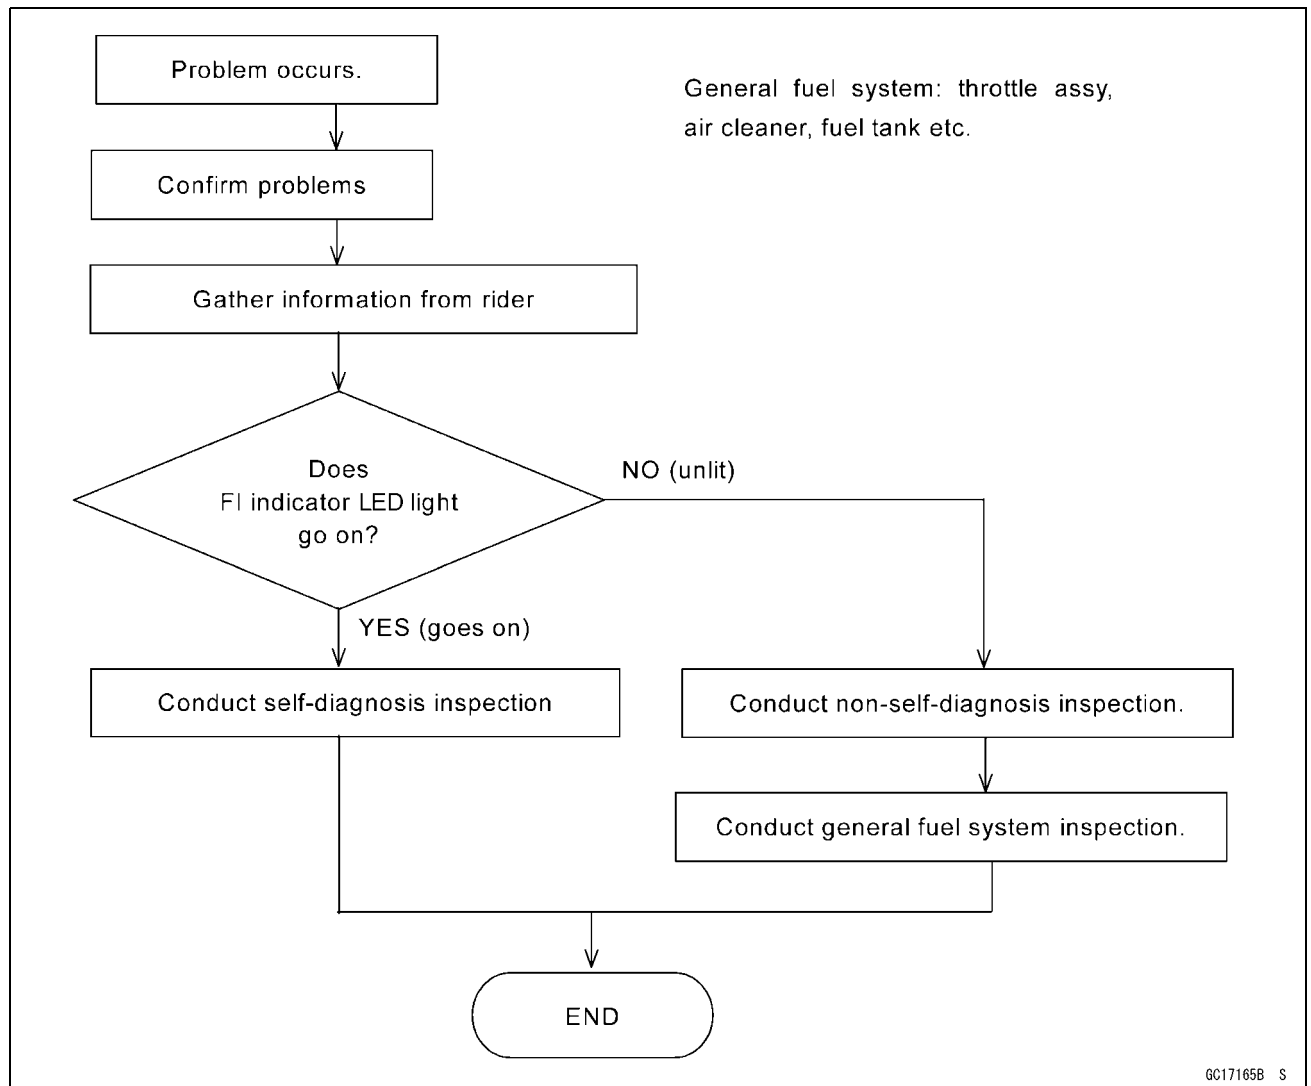 Problem occurs.
General fuel system: throttle assy,
air cleaner, fuel tank etc.
Confirm problems
Gather information from rider
Does
FI indicator LED light
go on?
NO (unlit)
YES (goes on)
Conduct self-diagnosis inspection
Conduct non-self-diagnosis inspection.
Conduct general fuel system inspection.
END
GC17165B S